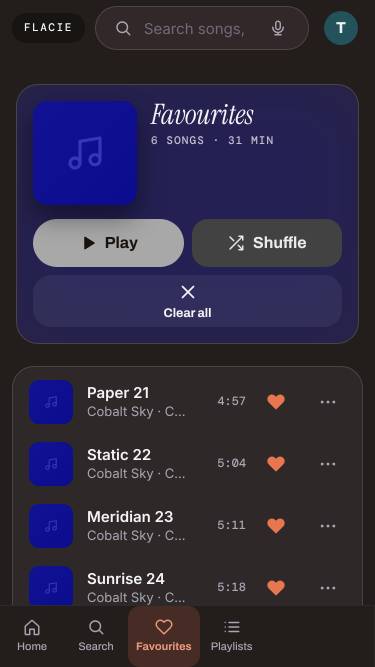 FLACIE
Search songs,
T
Favourites
6 SONGS · 31 MIN
Play
Shuffle
Clear all
Paper 21
4:57
Cobalt Sky · C...
Static 22
5:04
Cobalt Sky · C...
Meridian 23
5:11
Cobalt Sky · C...
Sunrise 24
5:18
Cobalt Sky · C...
Home
Search
Favourites
Playlists